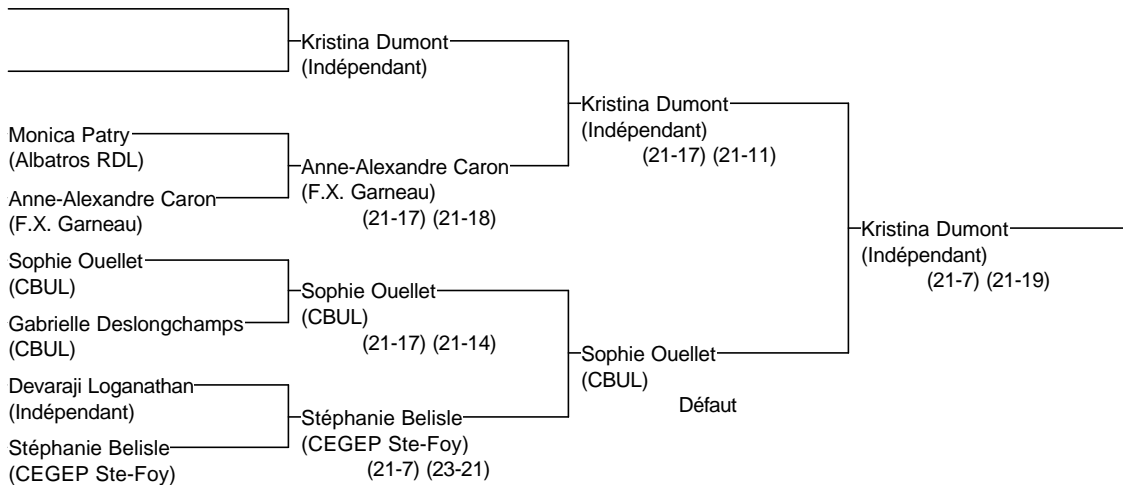 Kristina Dumont
(Indépendant)
Monica Patry
(Albatros RDL)
Anne-Alexandre Caron
(F.X. Garneau)
Sophie Ouellet
(CBUL)
Gabrielle Deslongchamps
(CBUL)
Devaraji Loganathan
(Indépendant)
Stéphanie Belisle
(CEGEP Ste-Foy)
Anne-Alexandre Caron
(F.X. Garneau)
(21-17) (21-18)
Sophie Ouellet
(CBUL)
(21-17) (21-14)
Stéphanie Belisle
(CEGEP Ste-Foy)
(21-7) (23-21)
Kristina Dumont
(Indépendant)
(21-17) (21-11)
Sophie Ouellet
(CBUL)
Défaut
Kristina Dumont
(Indépendant)
(21-7) (21-19)